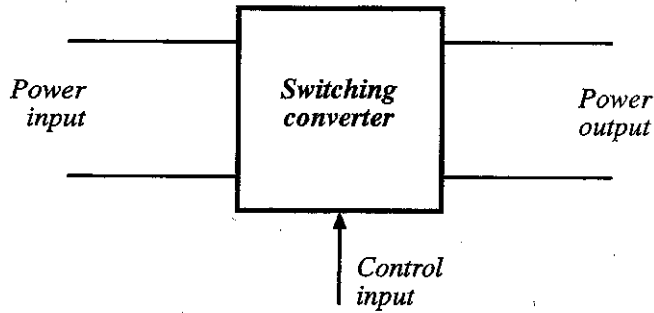 Power
input
Switching
converter
Power
output
Control
input